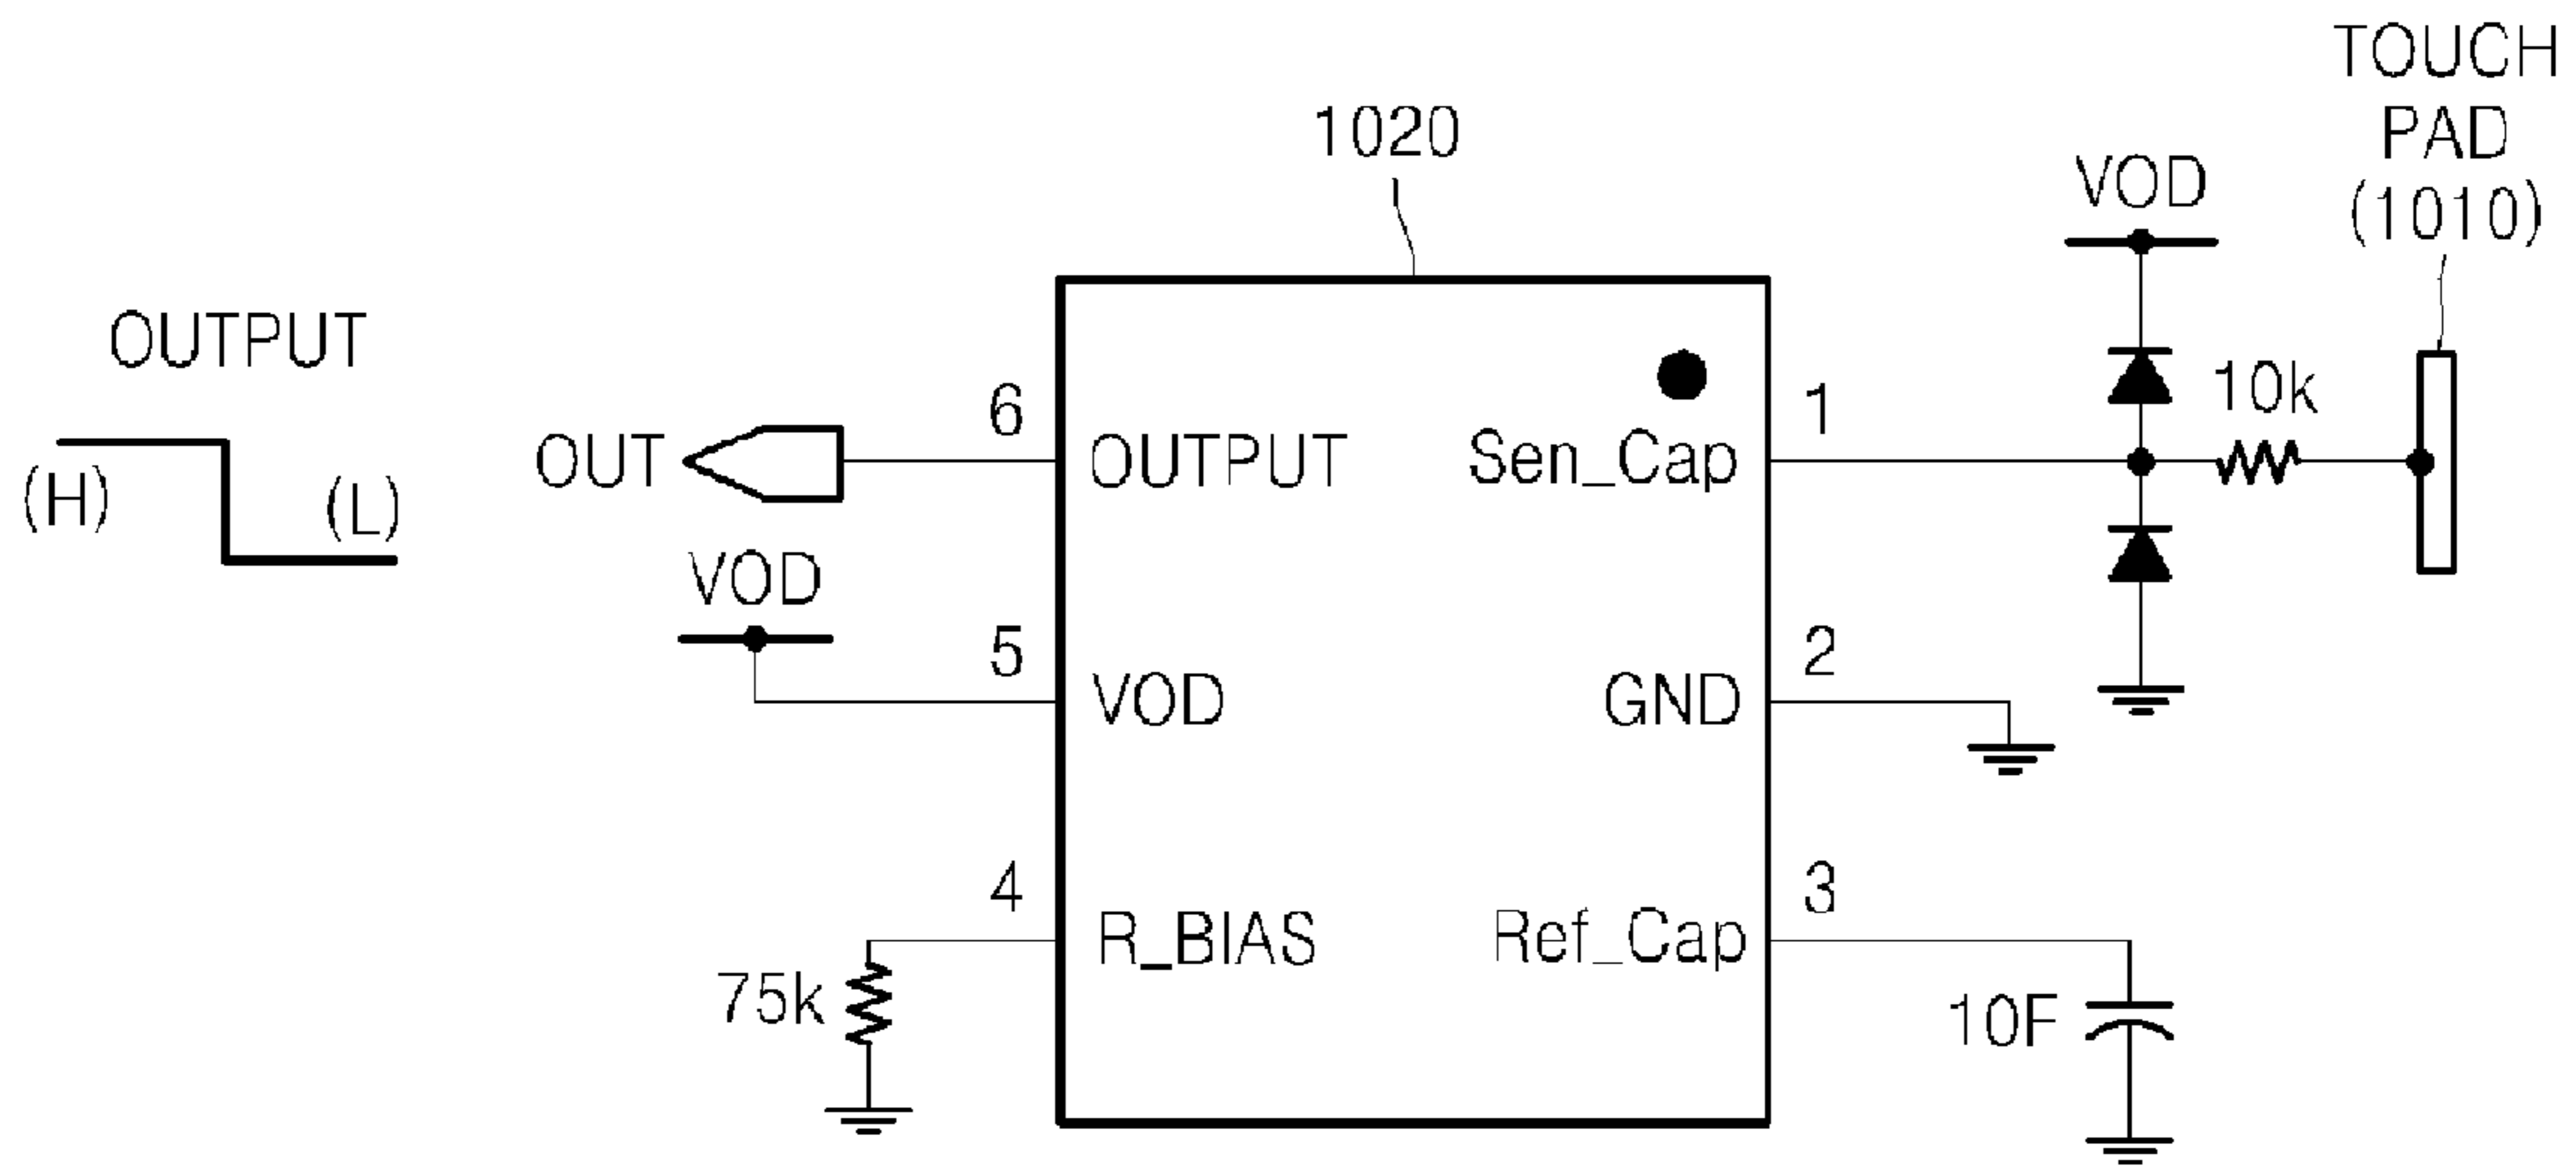 TOUCH
PAD
(1010)
1020
VOD
OUTPUT
(H)
(L)
OUT
6
OUTPUT
Sen_Cap
1
10k
VOD
5
VOD
GND
2
4
R_BIAS
Ref_Cap
3
75k
10F